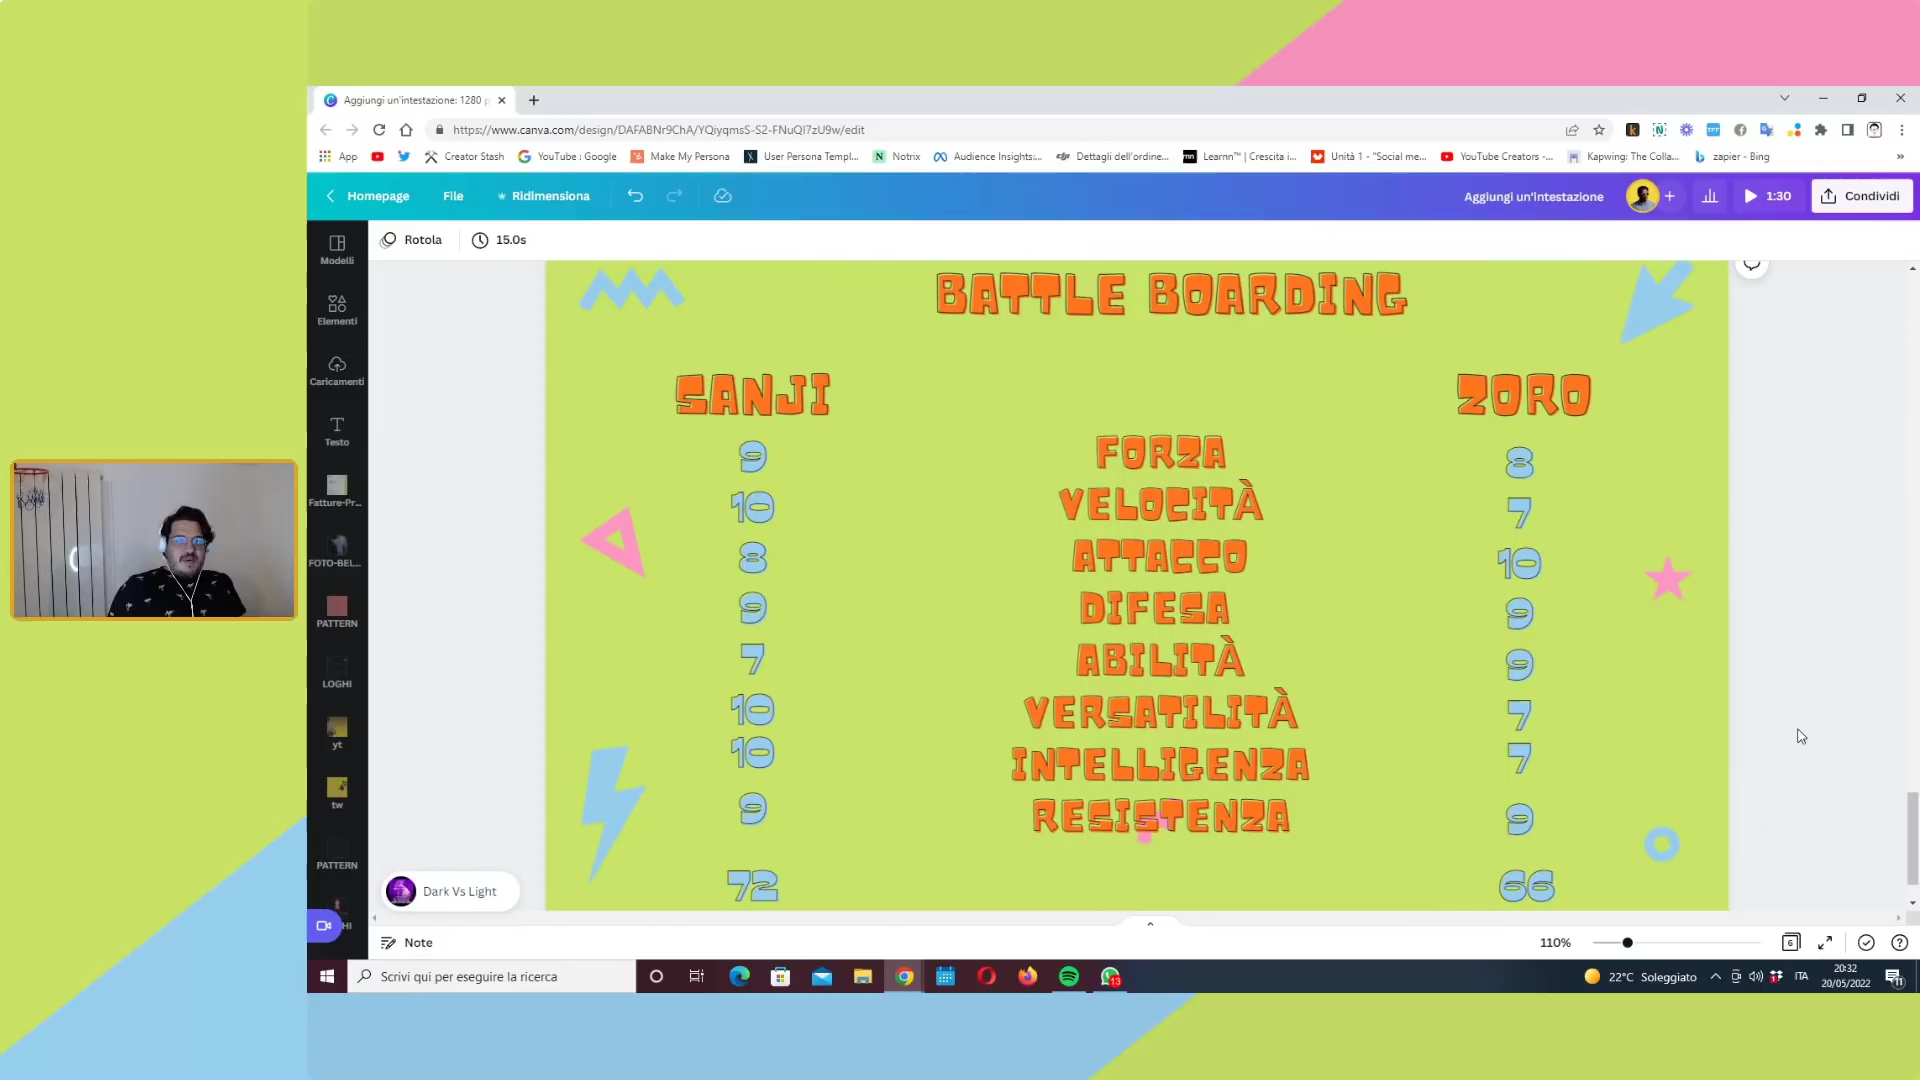 Aggiungi un'intestazione: 1280 p
https://www.canva.com/design/DAFABNr9ChA/YQiyqmsS-S2-FNuQI7zU9w/edit
App Creator Stash YouTube : Google Make My Persona User Persona Templ... Notrix Audience Insights:... Dettagli dell'ordine... Learnn™ | Crescita i... Unità 1 - "Social me... YouTube Creators -... Kapwing: The Colla... zapier - Bing »
Homepage File Ridimensiona Aggiungi un'intestazione + 1:30 Condividi
Rotola 15.0s
Modelli
Elementi
Caricamenti
Testo
Fatture-Pr...
FOTO-BEL...
PATTERN
LOGHI
yt
tw
PATTERN
HI
BATTLE BOARDING
SANJI ZORO
9 FORZA 8
10 VELOCITÀ 7
8 ATTACCO 10
9 DIFESA 9
7 ABILITÀ 9
10 VERSATILITÀ 7
10 INTELLIGENZA 7
9 RESISTENZA 9
72 66
Dark Vs Light
Note 110% 6
Scrivi qui per eseguire la ricerca 13 22°C Soleggiato ITA 20:32
20/05/2022 11